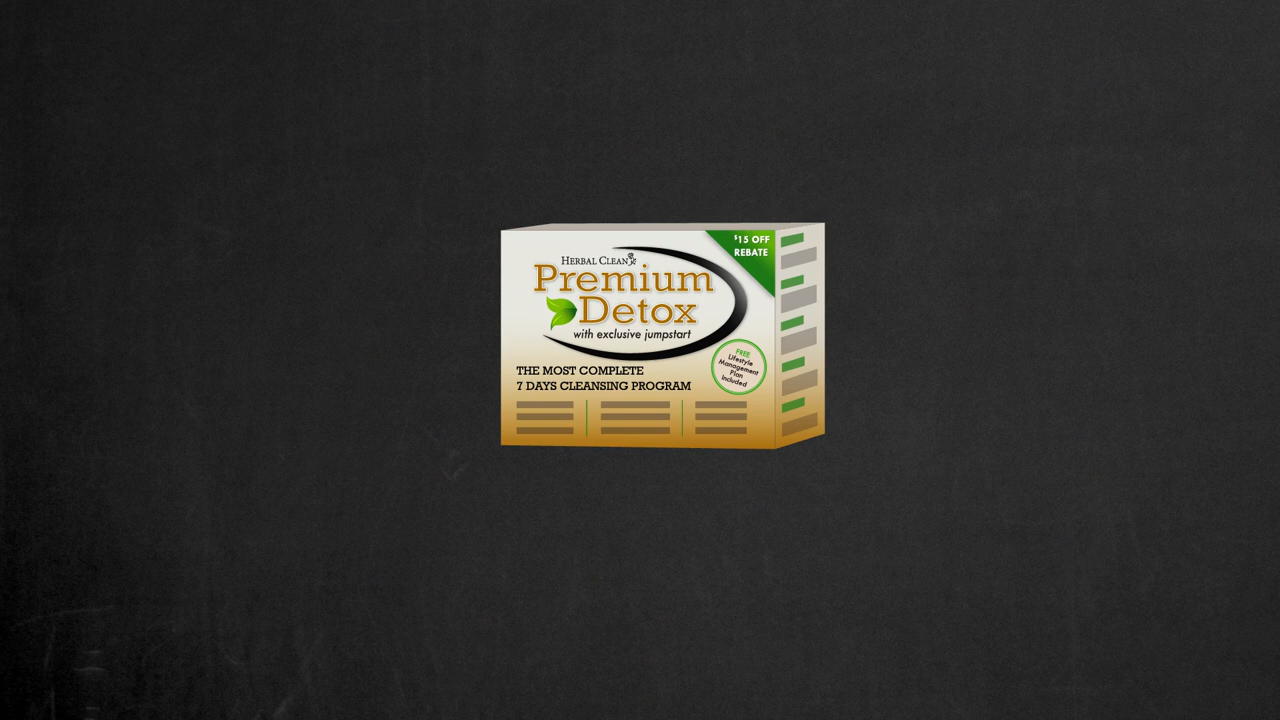 $15 OFF
REBATE
HERBAL CLEAN
Premium
Detox
with exclusive jumpstart
FREE
Lifestyle
Management
Plan
Included
THE MOST COMPLETE
7 DAYS CLEANSING PROGRAM